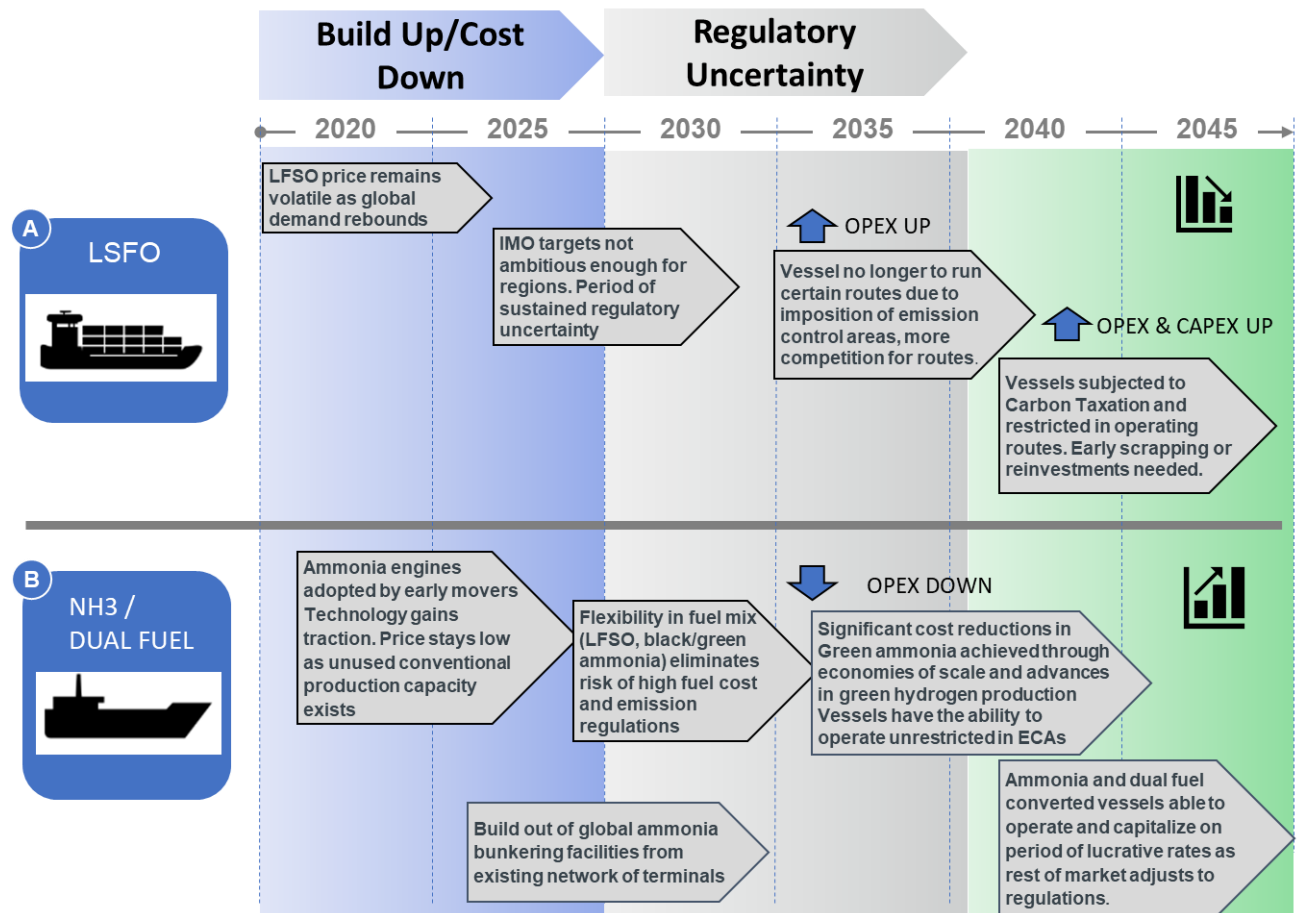 Build Up/Cost
Down
Regulatory
Uncertainty
2020
2025
2030
2035
2040
2045
A
LSFO
LFSO price remains
volatile as global
demand rebounds
IMO targets not
ambitious enough for
regions. Period of
sustained regulatory
uncertainty
OPEX UP
Vessel no longer to run
certain routes due to
imposition of emission
control areas, more
competition for routes.
OPEX & CAPEX UP
Vessels subjected to
Carbon Taxation and
restricted in operating
routes. Early scrapping or
reinvestments needed.
B
NH3 /
DUAL FUEL
Ammonia engines
adopted by early movers
Technology gains
traction. Price stays low
as unused conventional
production capacity
exists
Flexibility in fuel mix
(LFSO, black/green
ammonia) eliminates
risk of high fuel cost
and emission
regulations
OPEX DOWN
Significant cost reductions in
Green ammonia achieved through
economies of scale and advances
in green hydrogen production
Vessels have the ability to
operate unrestricted in ECAs
Build out of global ammonia
bunkering facilities from
existing network of terminals
Ammonia and dual fuel
converted vessels able to
operate and capitalize on
period of lucrative rates as
rest of market adjusts to
regulations.